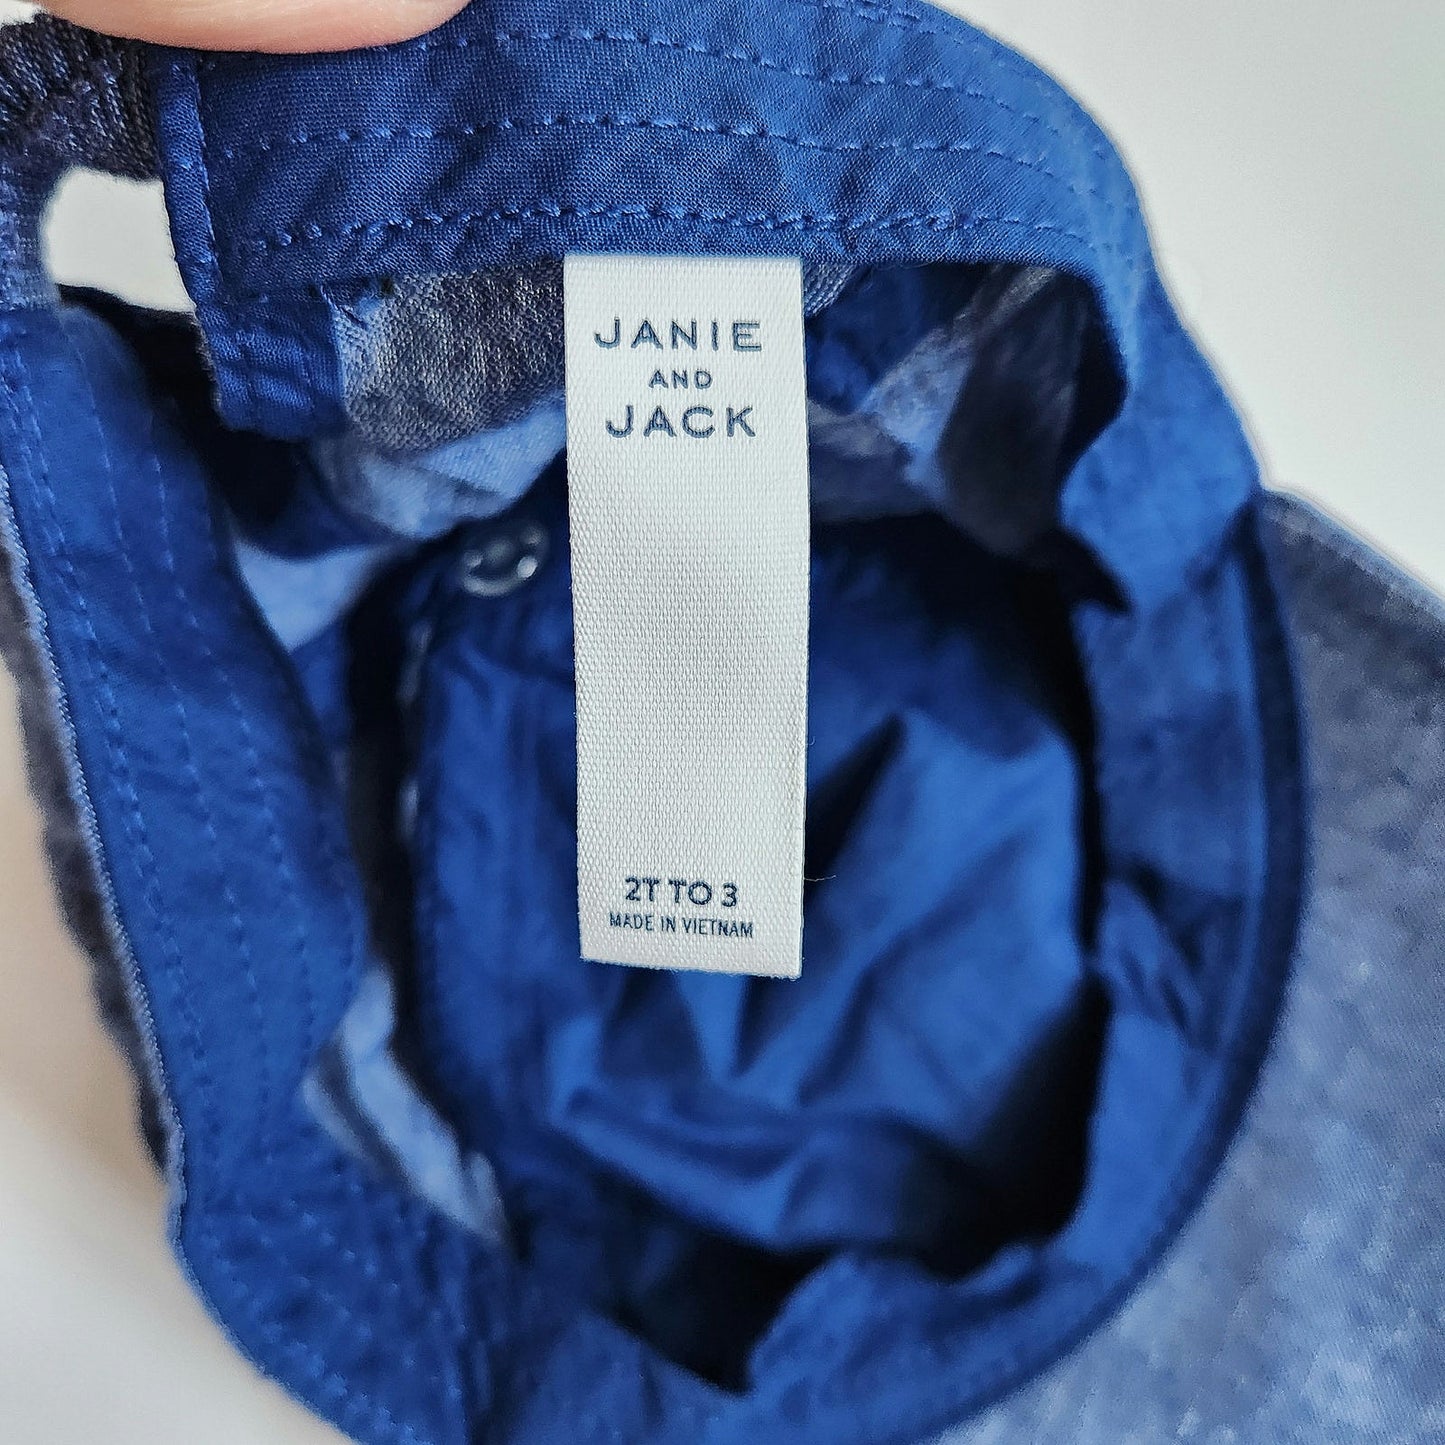 JANIE
AND
JACK
2T TO 3
MADE IN VIETNAM